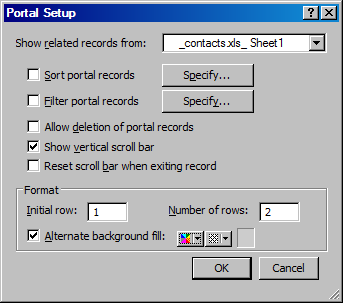 Portal Setup
Show related records from: _contacts.xls_ Sheet1
Sort portal records Specify...
Filter portal records Specify...
Allow deletion of portal records
Show vertical scroll bar
Reset scroll bar when exiting record
Format
Initial row: 1 Number of rows: 2
Alternate background fill:
OK Cancel